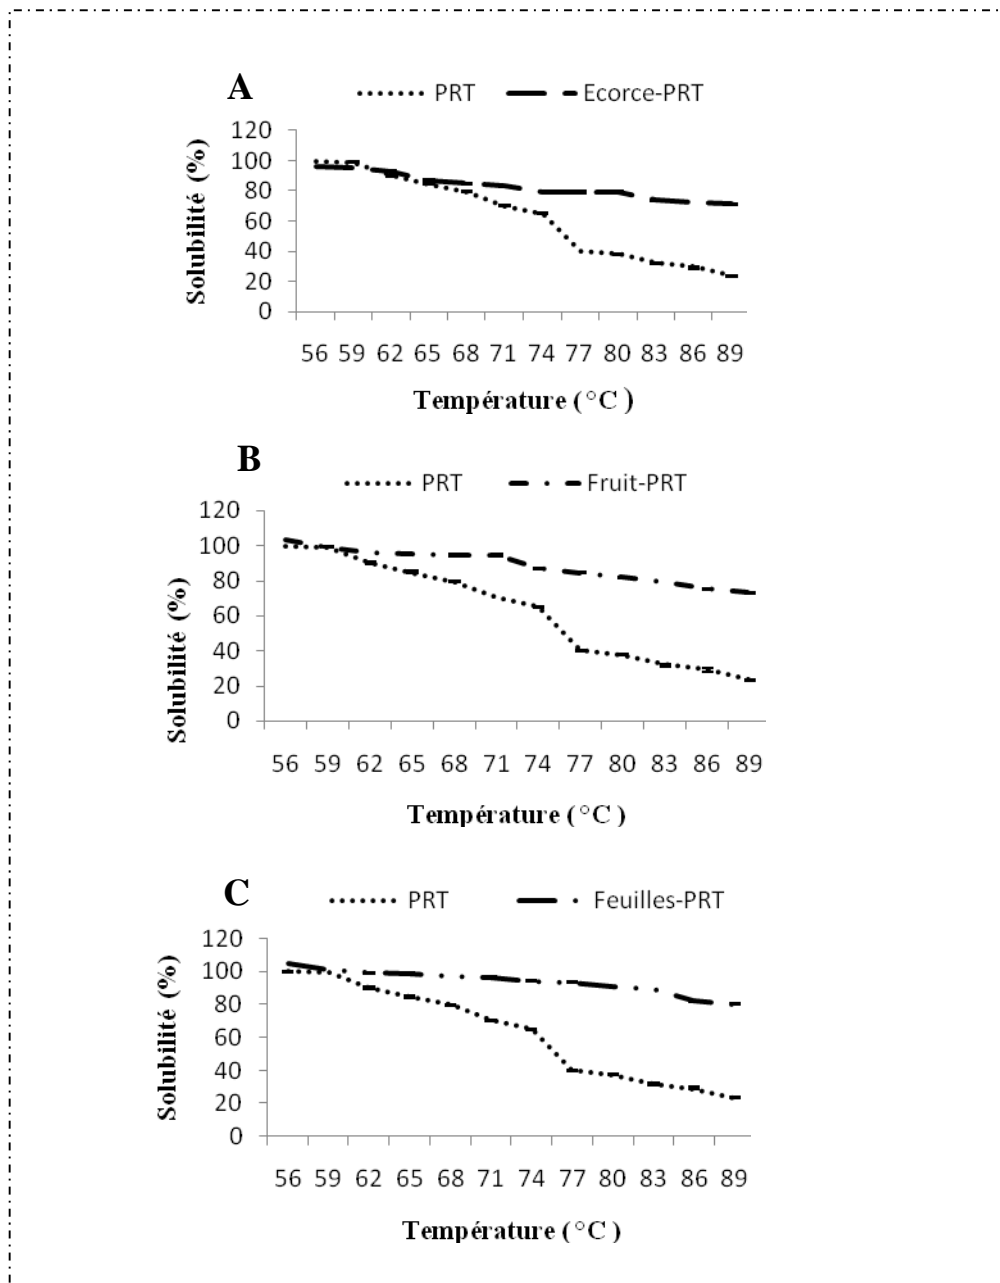 A
PRT Ecorce-PRT
120
100
80
60
40
20
0
Solubilité (%)
56 59 62 65 68 71 74 77 80 83 86 89
Température (°C )
B
PRT Fruit-PRT
120
100
80
60
40
20
0
Solubilité (%)
56 59 62 65 68 71 74 77 80 83 86 89
Température (°C )
C
PRT Feuilles-PRT
120
100
80
60
40
20
0
Solubilité (%)
56 59 62 65 68 71 74 77 80 83 86 89
Température (°C )